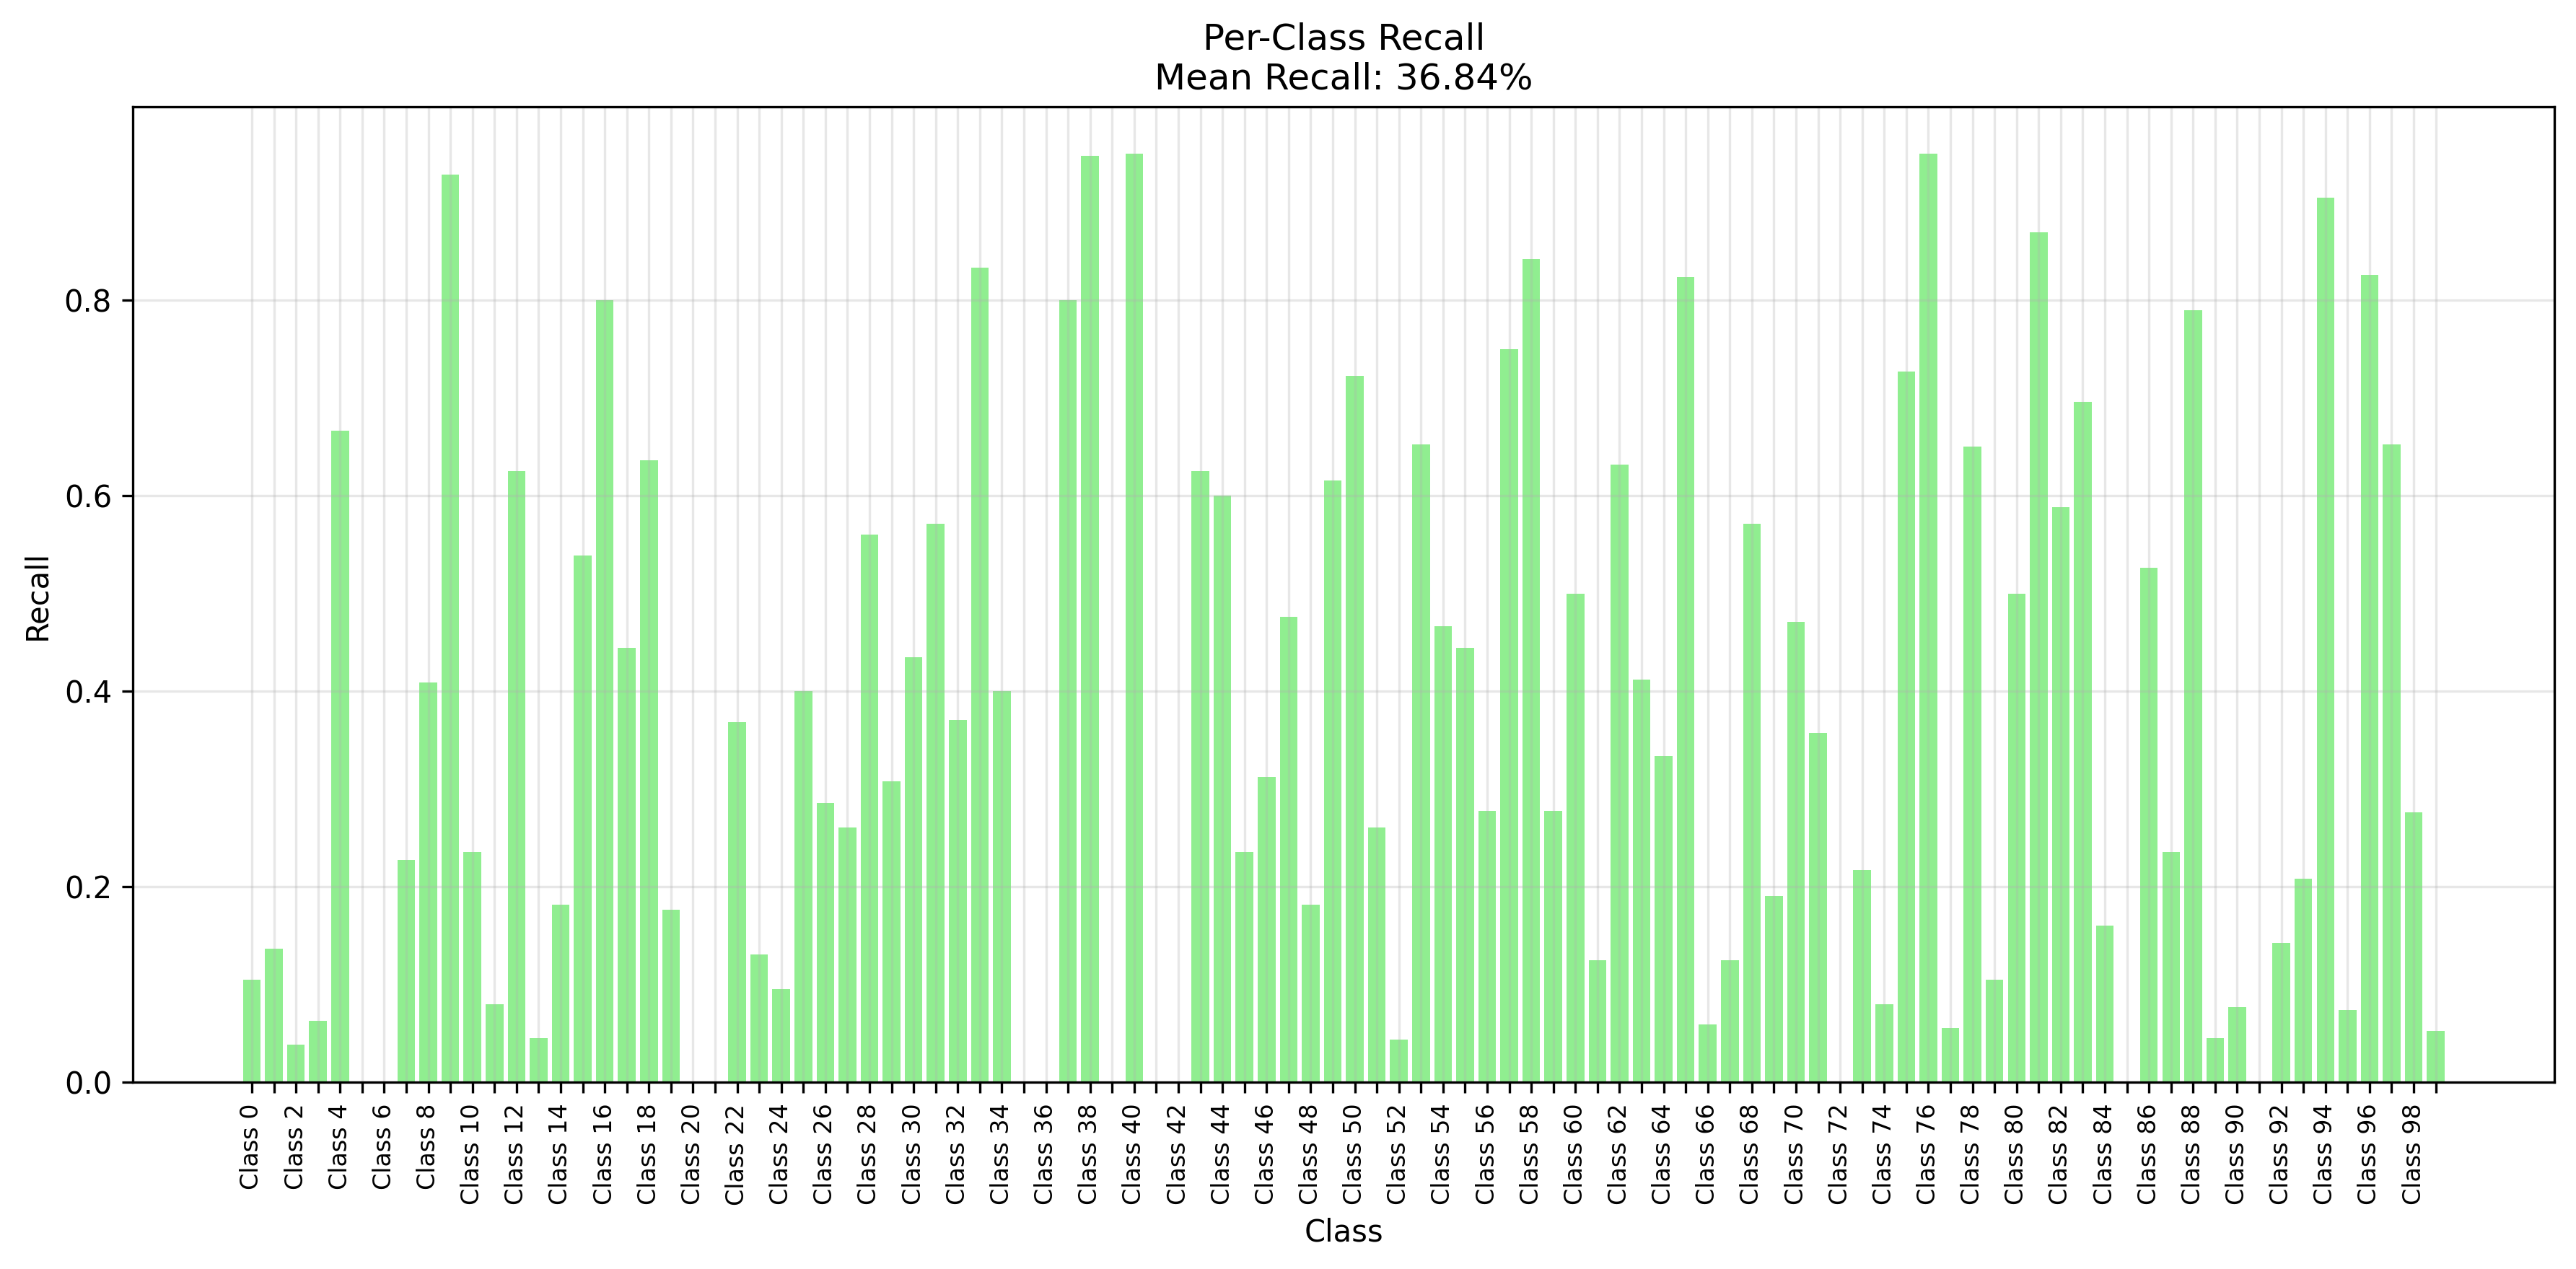 Per-Class Recall
Mean Recall: 36.84%
Recall
0.8
0.6
0.4
0.2
0.0
Class 0
Class 2
Class 4
Class 6
Class 8
Class 10
Class 12
Class 14
Class 16
Class 18
Class 20
Class 22
Class 24
Class 26
Class 28
Class 30
Class 32
Class 34
Class 36
Class 38
Class 40
Class 42
Class 44
Class 46
Class 48
Class 50
Class 52
Class 54
Class 56
Class 58
Class 60
Class 62
Class 64
Class 66
Class 68
Class 70
Class 72
Class 74
Class 76
Class 78
Class 80
Class 82
Class 84
Class 86
Class 88
Class 90
Class 92
Class 94
Class 96
Class 98
Class